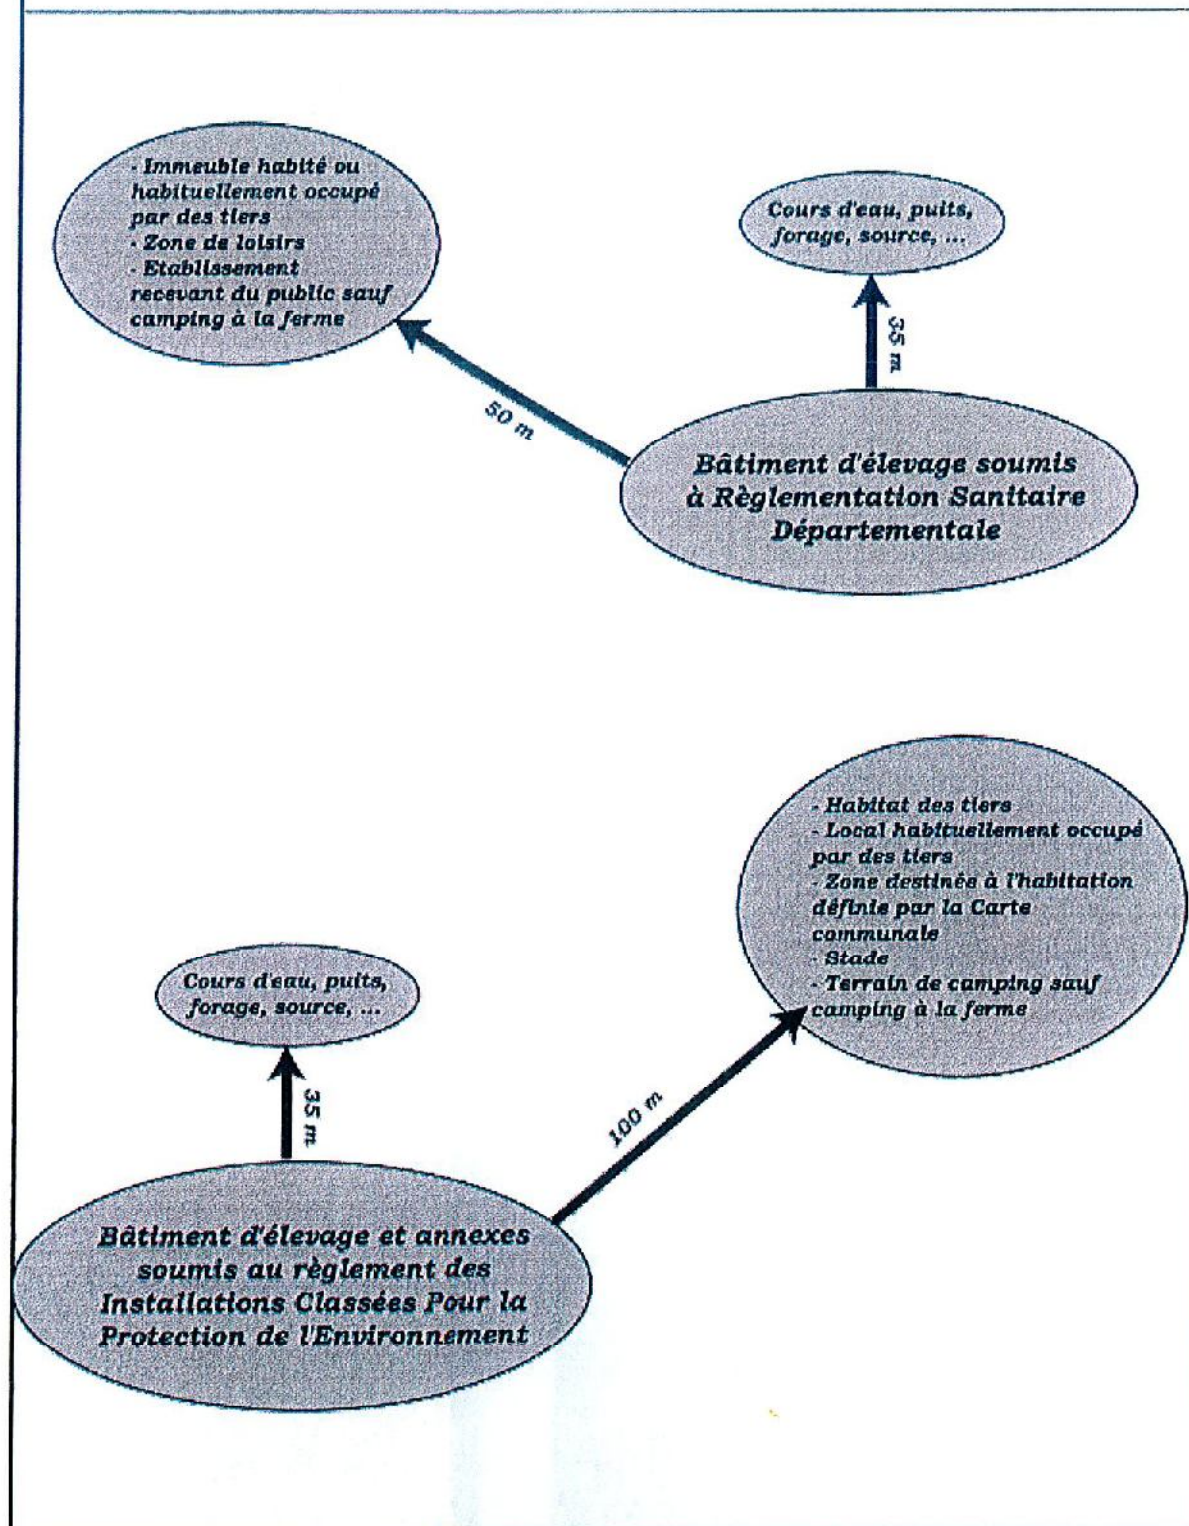 - Immeuble habité ou
habituellement occupé
par des tiers
- Zone de loisirs
- Etablissement
recevant du public sauf
camping à la ferme
Cours d'eau, puits,
forage, source, ...
35 m
50 m
Bâtiment d'élevage soumis
à Règlementation Sanitaire
Départementale
- Habitat des tiers
- Local habituellement occupé
par des tiers
- Zone destinée à l'habitation
définie par la Carte
communale
- Stade
- Terrain de camping sauf
camping à la ferme
Cours d'eau, puits,
forage, source, ...
35 m
100 m
Bâtiment d'élevage et annexes
soumis au règlement des
Installations Classées Pour la
Protection de l'Environnement